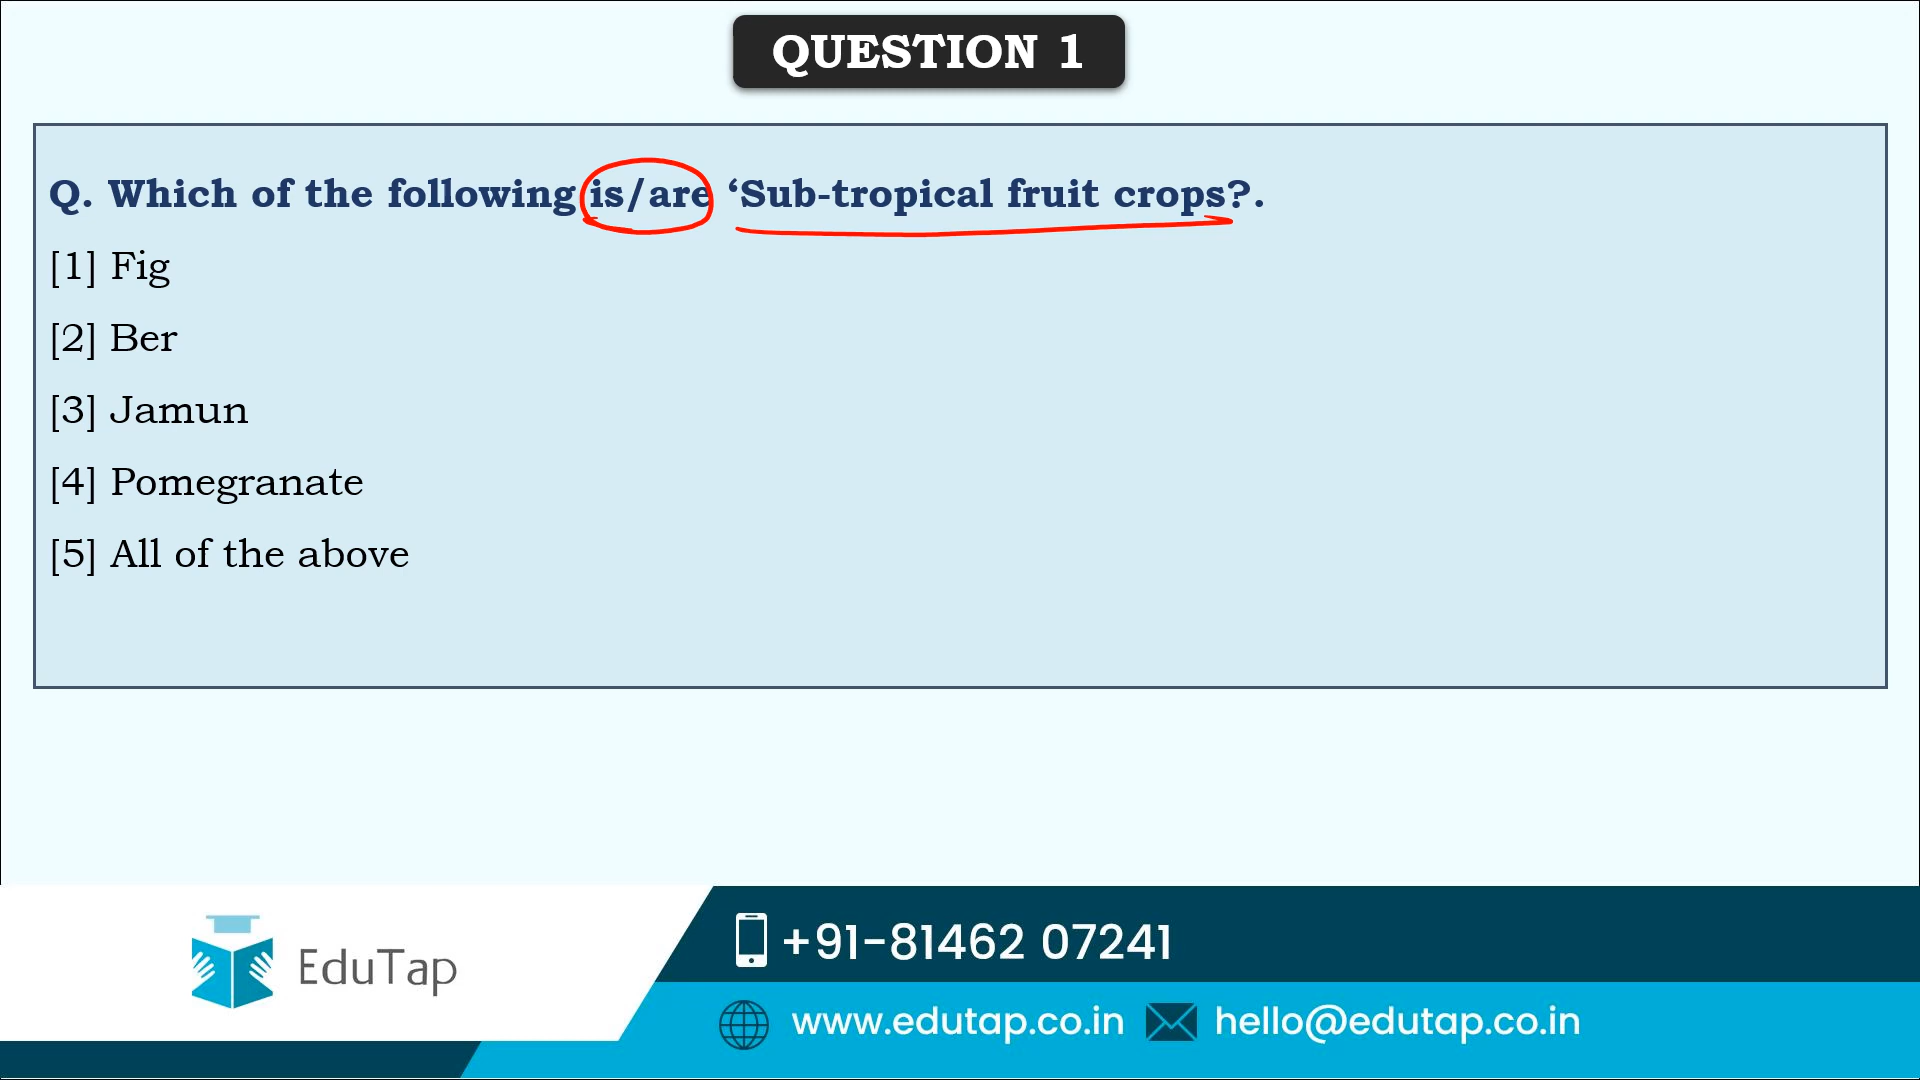 QUESTION 1
Q. Which of the following is/are ‘Sub-tropical fruit crops?.
[1] Fig
[2] Ber
[3] Jamun
[4] Pomegranate
[5] All of the above
EduTap
+91-81462 07241
www.edutap.co.in hello@edutap.co.in